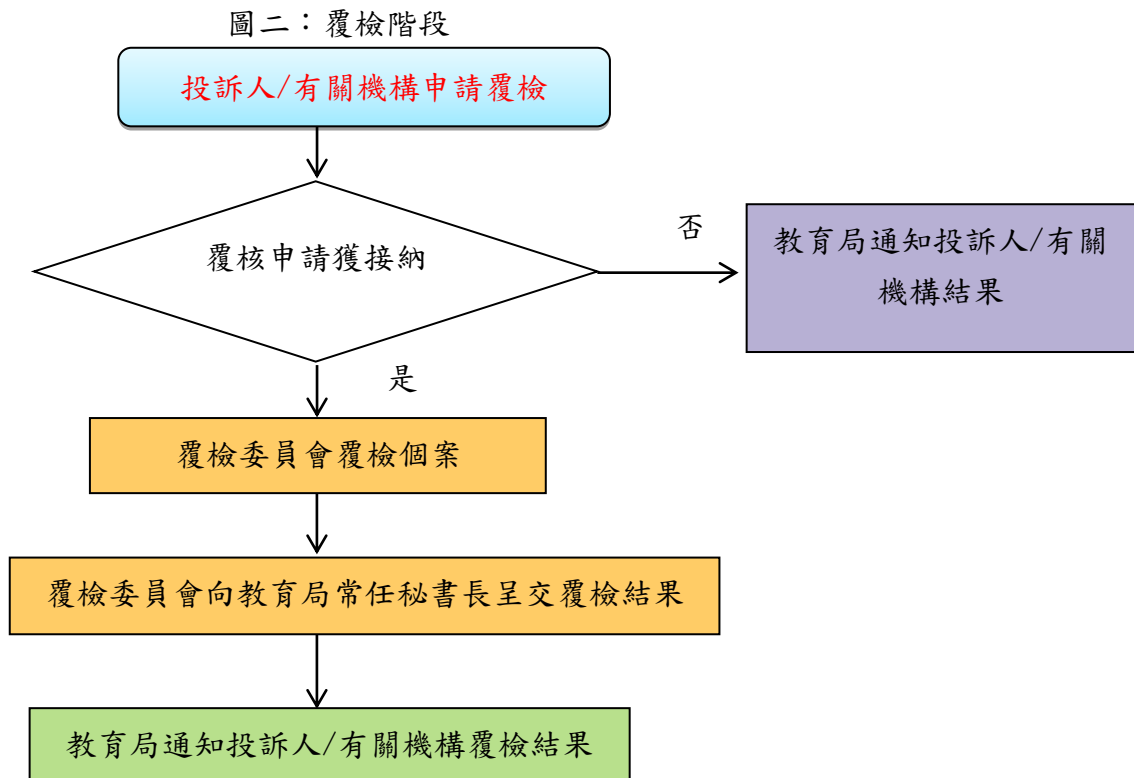 圖二：覆檢階段
投訴人/有關機構申請覆檢
覆核申請獲接納
否
教育局通知投訴人/有關
機構結果
是
覆檢委員會覆檢個案
覆檢委員會向教育局常任秘書長呈交覆檢結果
教育局通知投訴人/有關機構覆檢結果